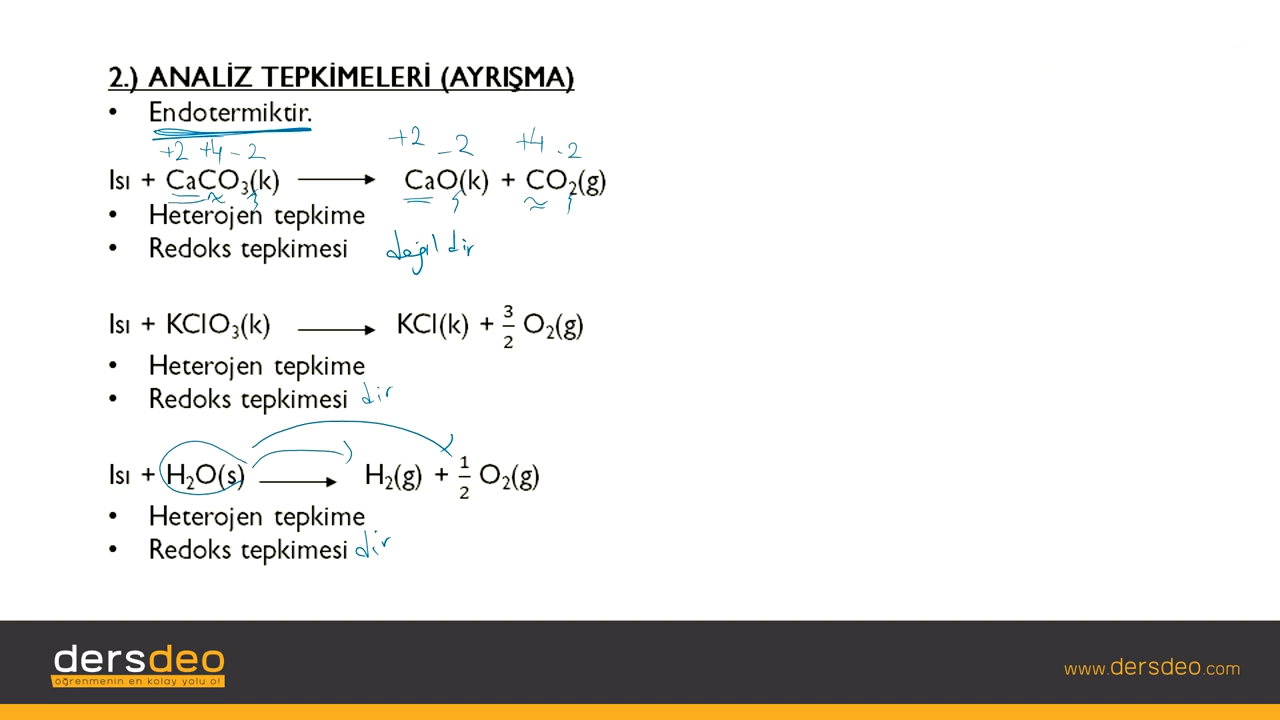 2.) ANALİZ TEPKİMELERİ (AYRIŞMA)
• Endotermiktir.
+2 +4 -2 +2 -2 +4 -2
Isı + CaCO₃(k) ⟶ CaO(k) + CO₂(g)
• Heterojen tepkime
• Redoks tepkimesi değildir
Isı + KClO₃(k) ⟶ KCl(k) + 3/2 O₂(g)
• Heterojen tepkime
• Redoks tepkimesi dir
Isı + H₂O(s) ⟶ H₂(g) + 1/2 O₂(g)
• Heterojen tepkime
• Redoks tepkimesi dir
dersdeo
öğrenmenin en kolay yolu o!
www.dersdeo.com